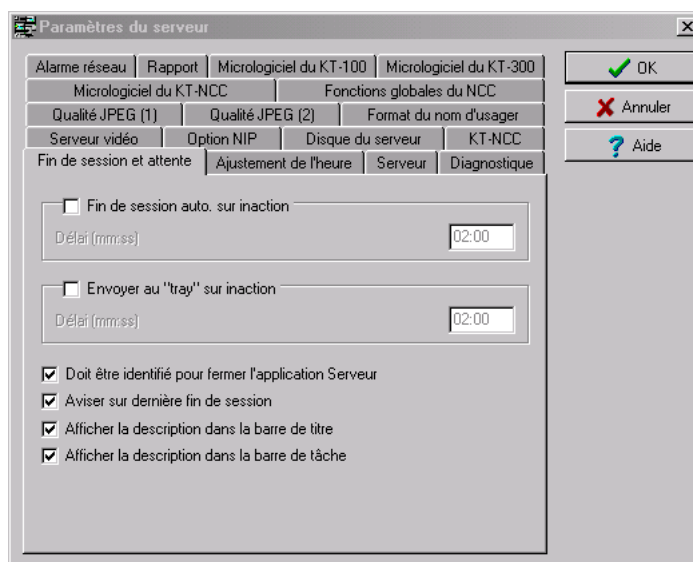 Paramètres du serveur
Alarme réseau Rapport Micrologiciel du KT-100 Micrologiciel du KT-300
Micrologiciel du KT-NCC Fonctions globales du NCC
Qualité JPEG (1) Qualité JPEG (2) Format du nom d'usager
Serveur vidéo Option NIP Disque du serveur KT-NCC
Fin de session et attente Ajustement de l'heure Serveur Diagnostique
Fin de session auto. sur inaction
Délai (mm:ss) 02:00
Envoyer au "tray" sur inaction
Délai (mm:ss) 02:00
Doit être identifié pour fermer l'application Serveur
Aviser sur dernière fin de session
Afficher la description dans la barre de titre
Afficher la description dans la barre de tâche
OK
Annuler
Aide